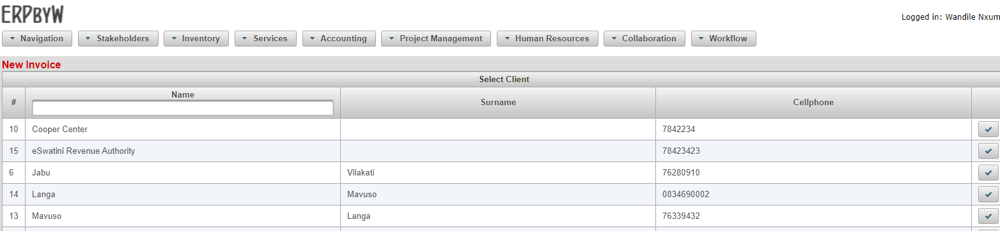 ERPBYW
Logged in: Wandile Nxum
Navigation Stakeholders Inventory Services Accounting Project Management Human Resources Collaboration Workflow
New Invoice
Select Client
# Name Surname Cellphone
10 Cooper Center 7842234
15 eSwatini Revenue Authority 78423423
6 Jabu Vilakati 76280910
14 Langa Mavuso 0834690002
13 Mavuso Langa 76339432